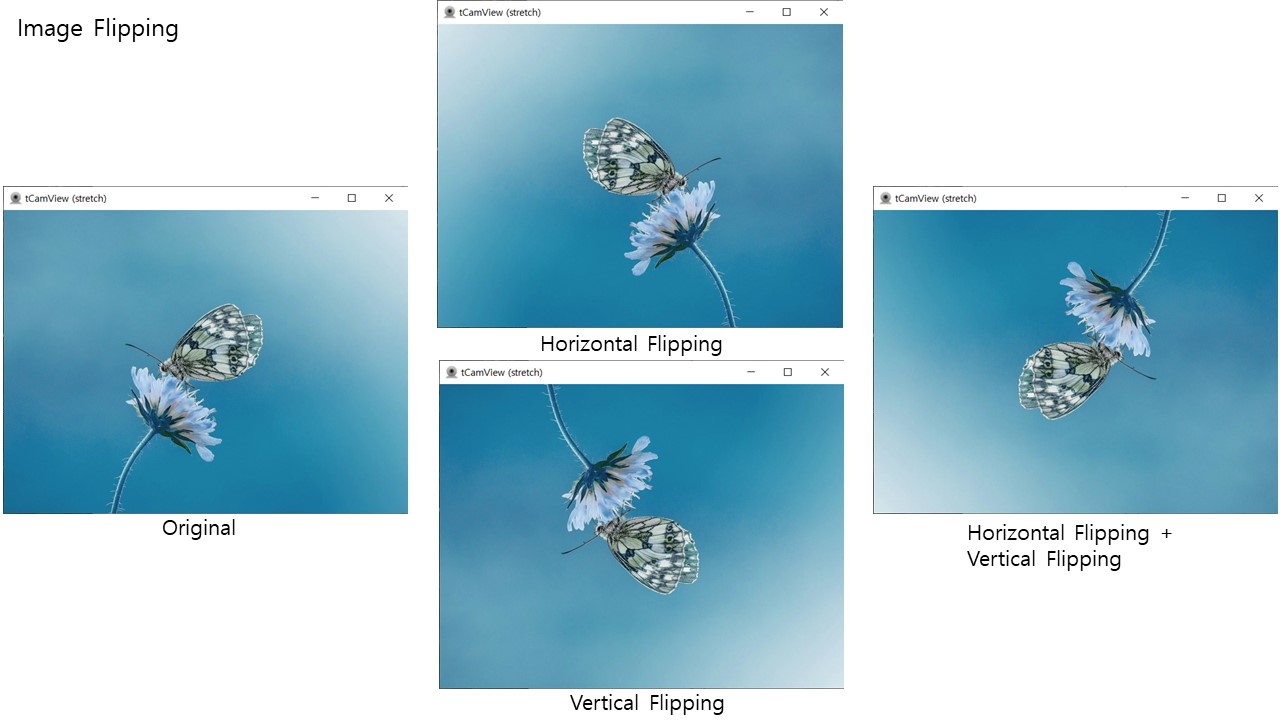 Image Flipping
tCamView (stretch)
Horizontal Flipping
tCamView (stretch)
Original
tCamView (stretch)
Vertical Flipping
tCamView (stretch)
Horizontal Flipping +
Vertical Flipping